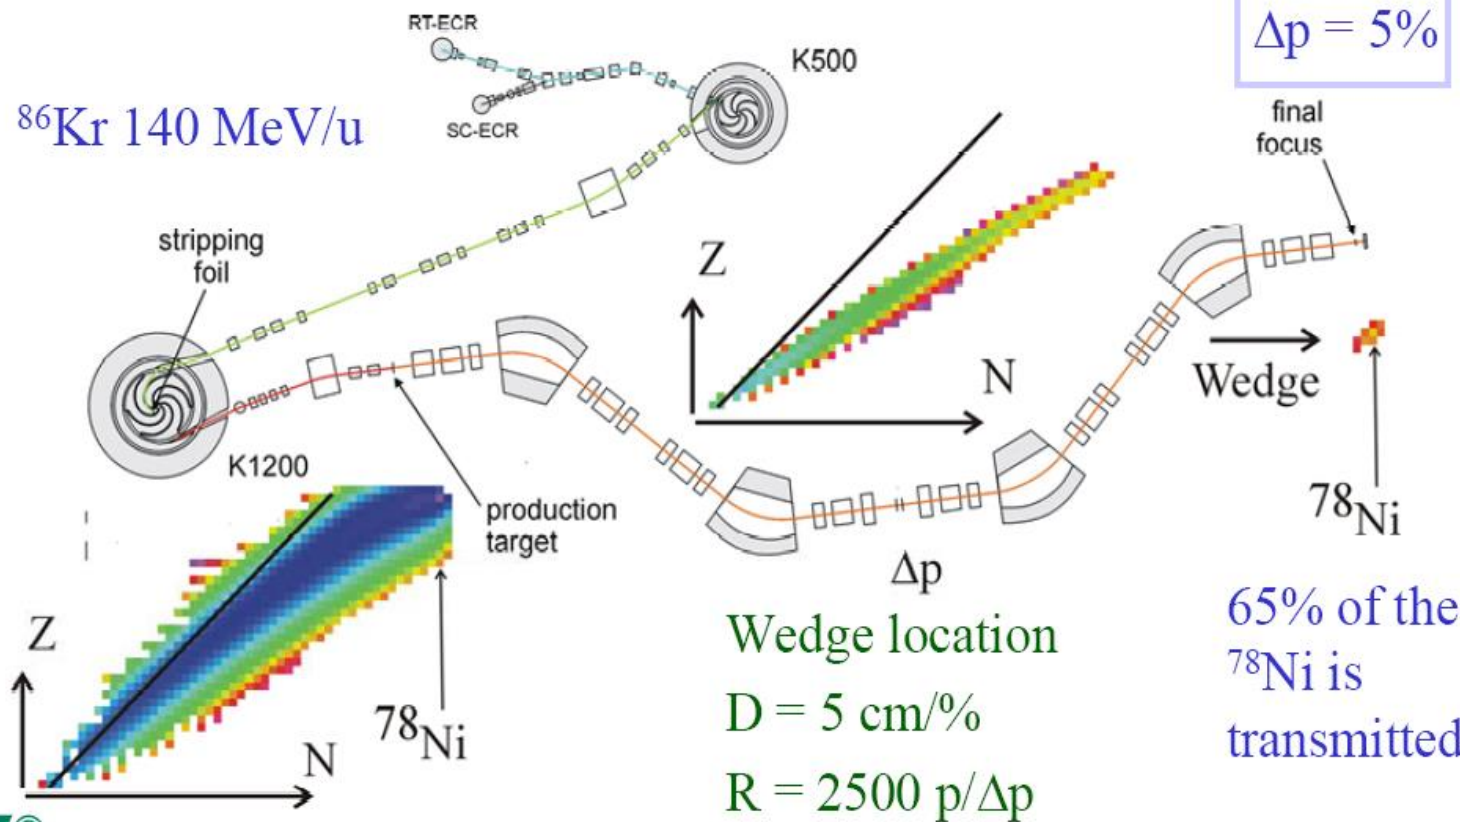 RT-ECR
K500
Δp = 5%
⁸⁶Kr 140 MeV/u
SC-ECR
final
focus
stripping
foil
Z
N
Wedge
K1200
production
target
⁷⁸Ni
Δp
Z
⁷⁸Ni
N
Wedge location
D = 5 cm/%
R = 2500 p/Δp
65% of the
⁷⁸Ni is
transmitted